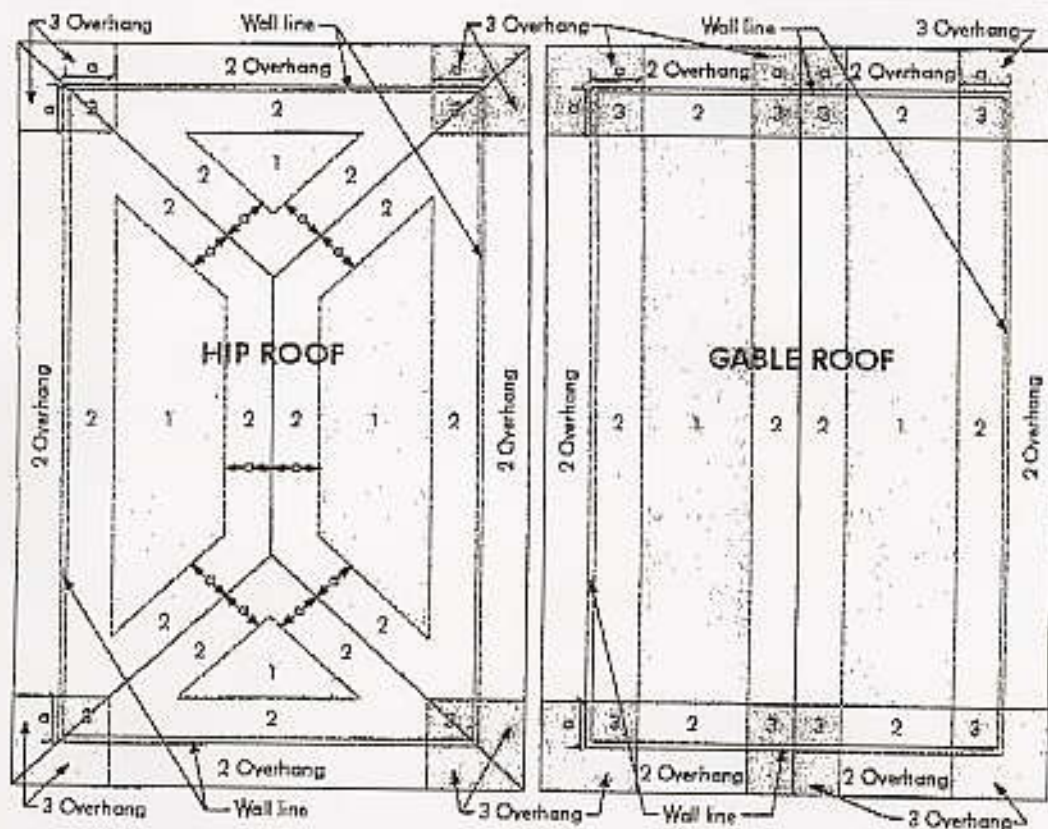 3 Overhang Wall line 3 Overhang Wall line 3 Overhang
a 2 Overhang a a 2 Overhang a a 2 Overhang a
a 3 2 3 a 3 2 3 3 2 3
1
2 2
2 2
a a
a a
HIP ROOF GABLE ROOF
2 Overhang 2 1 2 2 1 2 2 Overhang 2 Overhang 2 1 2 2 1 2 2 Overhang
a a
a a
a a
2 2 2 2
1
a 3 2 3 a 3 2 3 3 2 3
2 Overhang 2 Overhang 2 Overhang
3 Overhang Wall line 3 Overhang Wall line 3 Overhang